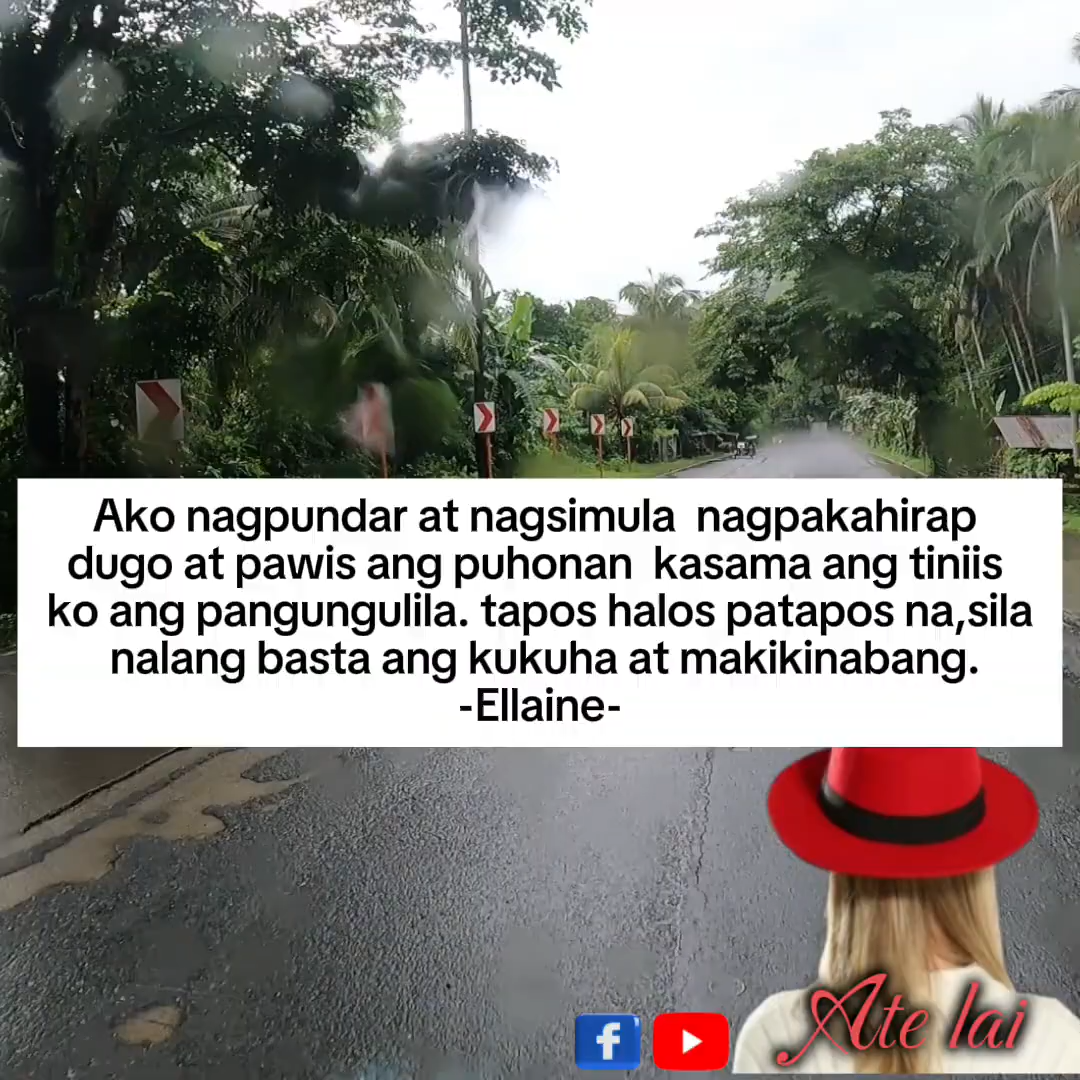 Ako nagpundar at nagsimula  nagpakahirap
dugo at pawis ang puhonan  kasama ang tiniis
ko ang pangungulila. tapos halos patapos na,sila
nalang basta ang kukuha at makikinabang.
-Ellaine-
f
Ate lai